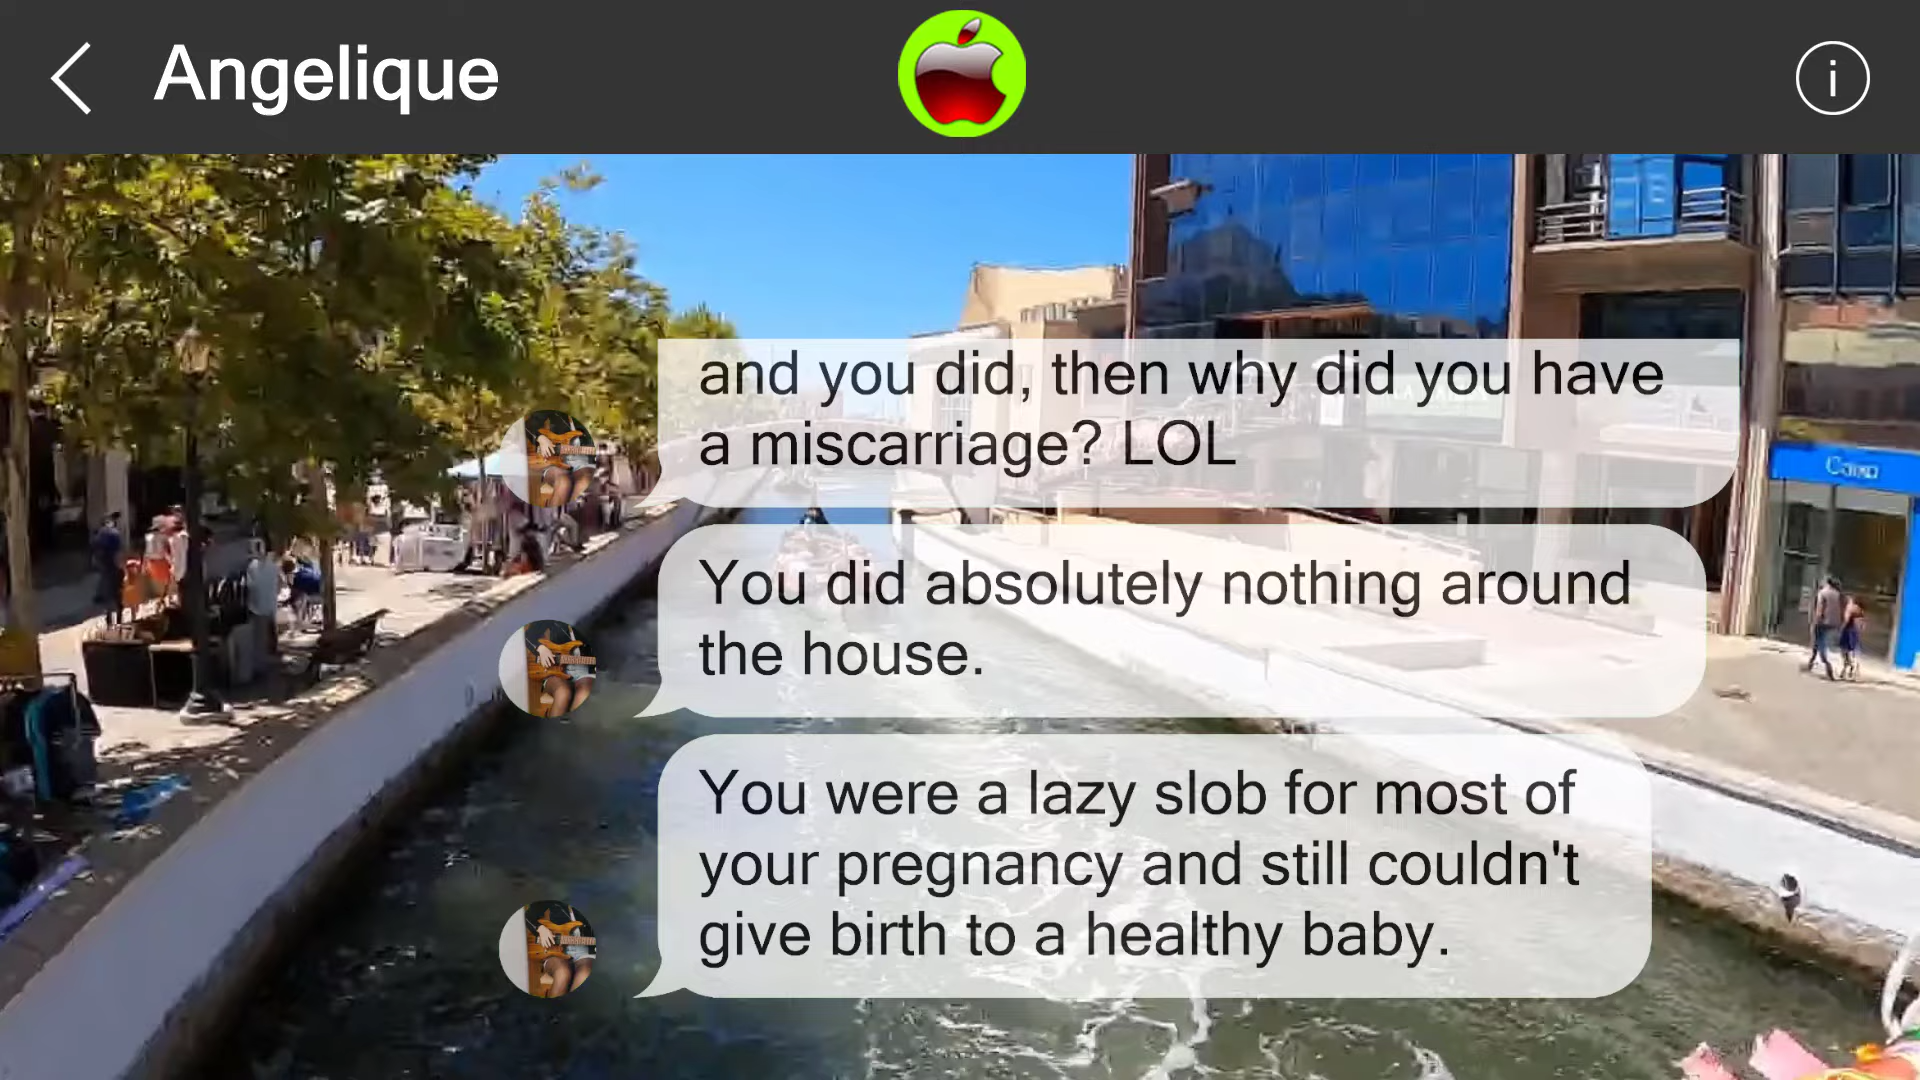 Angelique
and you did, then why did you have
a miscarriage? LOL
You did absolutely nothing around
the house.
You were a lazy slob for most of
your pregnancy and still couldn't
give birth to a healthy baby.